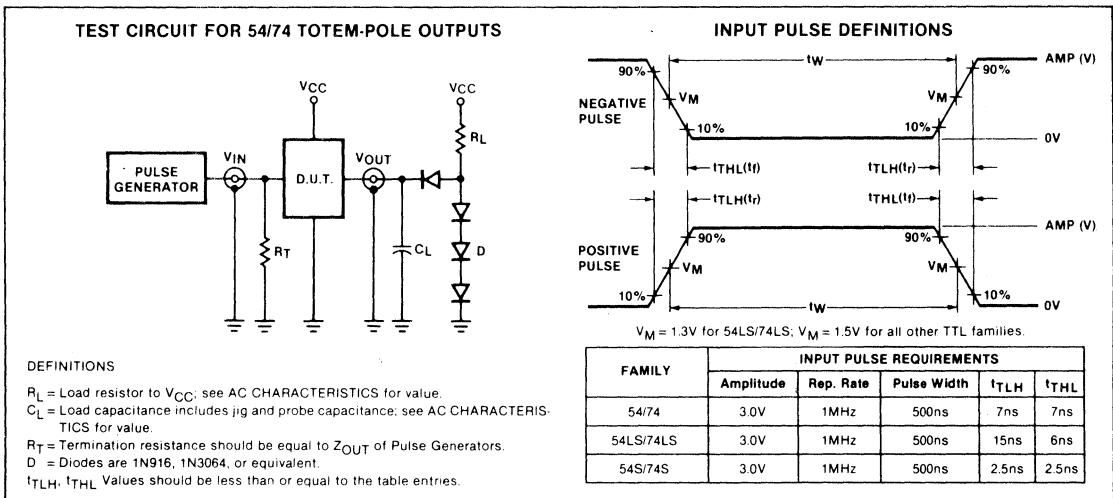 TEST CIRCUIT FOR 54/74 TOTEM-POLE OUTPUTS
VCC
VCC
RL
VIN
VOUT
PULSE
GENERATOR
D.U.T.
RT
CL
D
DEFINITIONS
RL = Load resistor to VCC; see AC CHARACTERISTICS for value.
CL = Load capacitance includes jig and probe capacitance; see AC CHARACTERIS-
TICS for value.
RT = Termination resistance should be equal to ZOUT of Pulse Generators.
D = Diodes are 1N916, 1N3064, or equivalent.
tTLH, tTHL Values should be less than or equal to the table entries.
INPUT PULSE DEFINITIONS
tW
AMP (V)
90%
90%
NEGATIVE
PULSE
VM
VM
10%
10%
0V
tTHL(tf)
tTLH(tr)
tTLH(tr)
tTHL(tf)
AMP (V)
90%
90%
POSITIVE
PULSE
VM
VM
10%
10%
tW
0V
VM = 1.3V for 54LS/74LS; VM = 1.5V for all other TTL families.
FAMILY INPUT PULSE REQUIREMENTS
Amplitude Rep. Rate Pulse Width tTLH tTHL
54/74 3.0V 1MHz 500ns 7ns 7ns
54LS/74LS 3.0V 1MHz 500ns 15ns 6ns
54S/74S 3.0V 1MHz 500ns 2.5ns 2.5ns